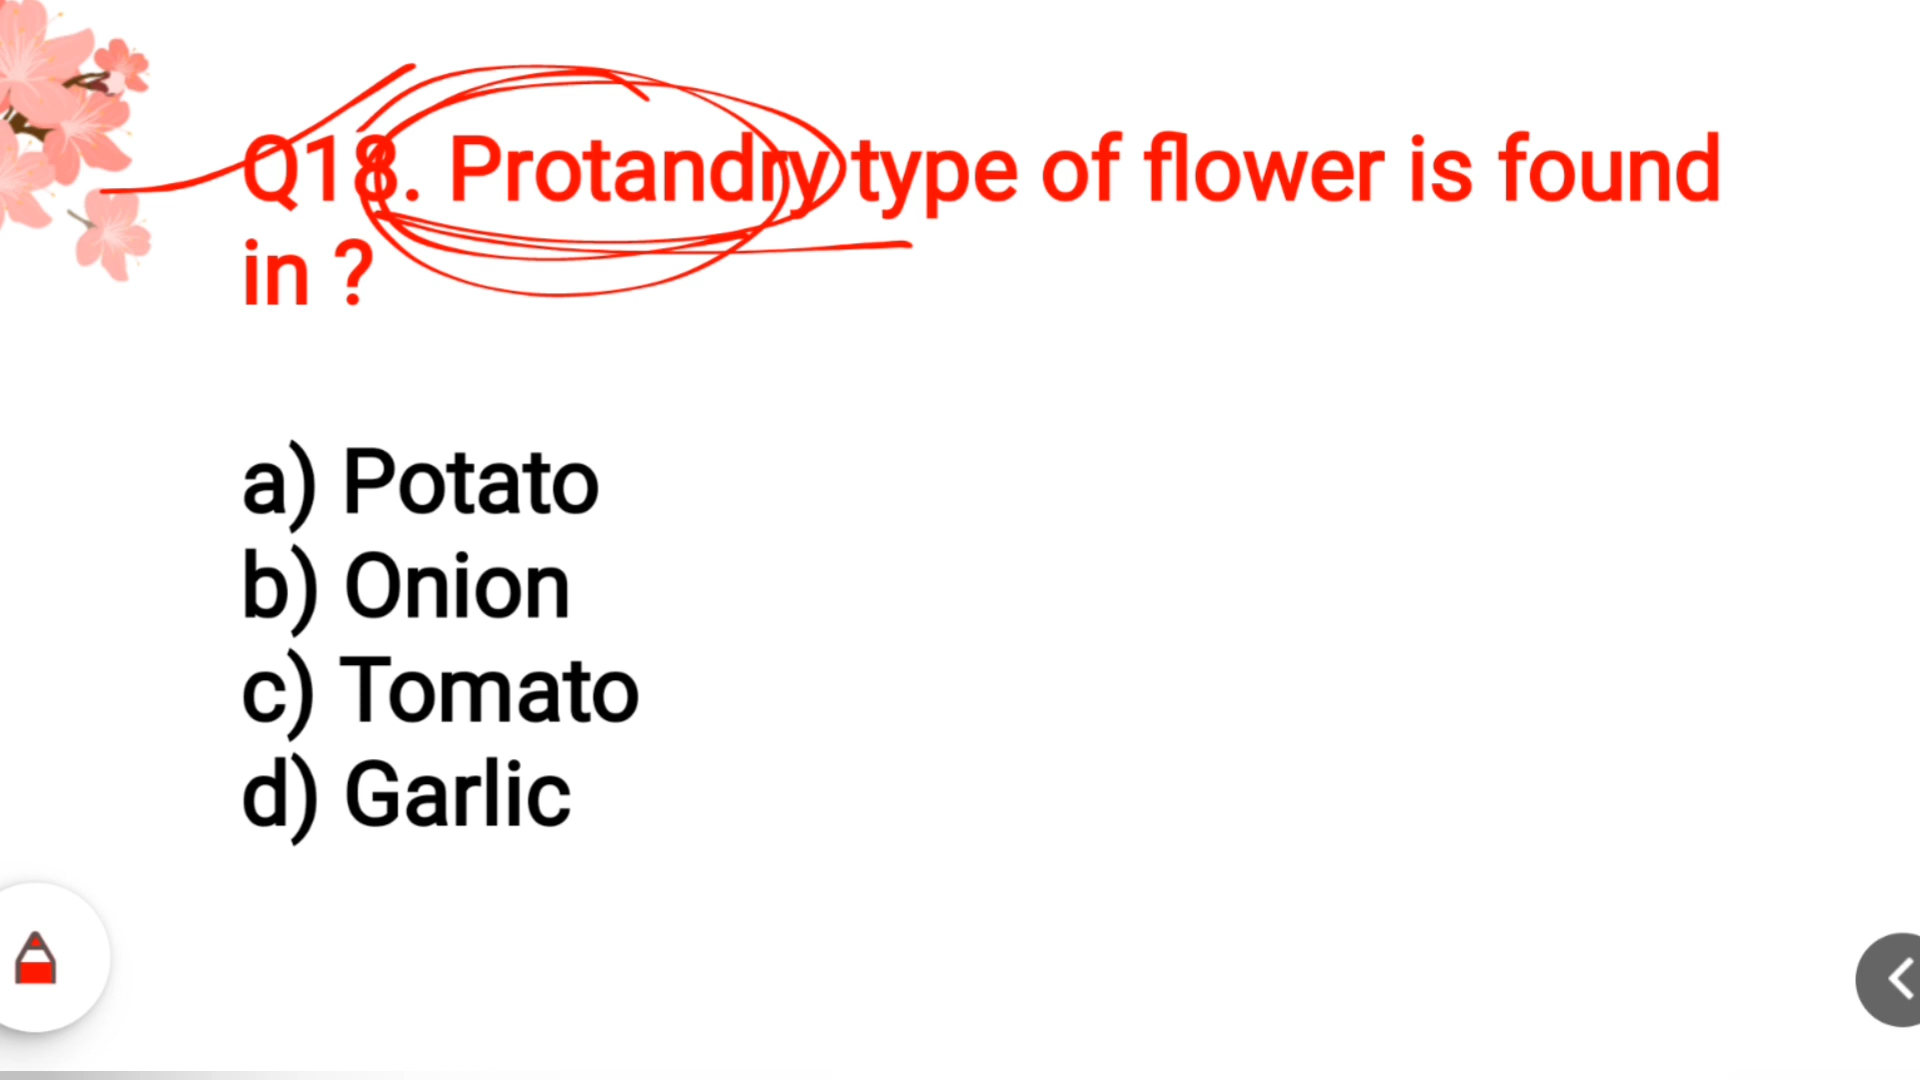 Q18. Protandry type of flower is found
in ?
a) Potato
b) Onion
c) Tomato
d) Garlic